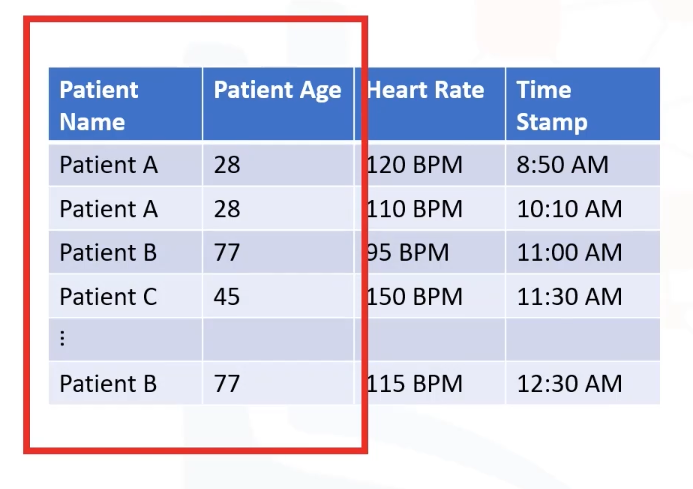 Patient Name Patient Age Heart Rate Time Stamp
Patient A 28 120 BPM 8:50 AM
Patient A 28 110 BPM 10:10 AM
Patient B 77 95 BPM 11:00 AM
Patient C 45 150 BPM 11:30 AM
⋮
Patient B 77 115 BPM 12:30 AM